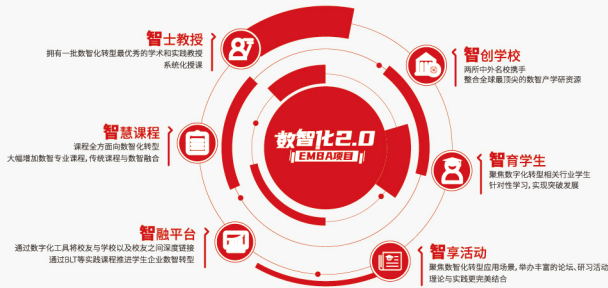 智士教授
拥有一批数智化转型最优秀的学术和实践教授
系统化授课
智创学校
两所中外名校携手
整合全球最顶尖的数智产学研资源
数智化2.0
EMBA项目
智慧课程
课程全方面向数智化转型
大幅增加数智专业课程,传统课程与数智融合
智育学生
聚焦数字化转型相关行业学生
针对性学习,实现突破发展
智融平台
通过数字化工具将校友与学校以及校友之间深度链接
通过BLT等实践课程推进学生企业数智转型
智享活动
聚焦数智化转型应用场景,举办丰富的论坛、研习活动
理论与实践更完美结合